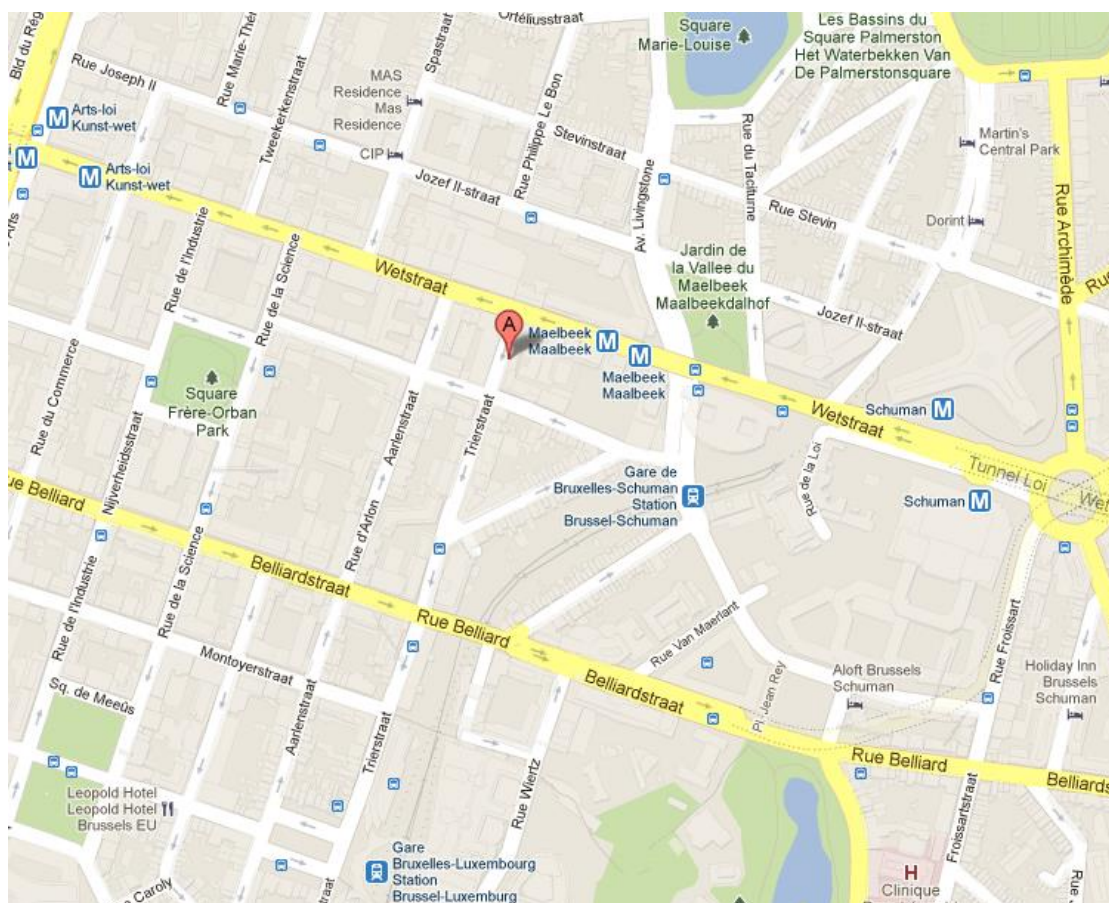 Ortéliusstraat
Square
Marie-Louise
Les Bassins du
Square Palmerston
Het Waterbekken Van
De Palmerstonsquare
Bld du Rég
Rue Joseph II
Rue Marie-Thér
Spastraat
MAS
Residence
Mas
Residence
Arts-loi
Kunst-wet
M
Tweekerkenstraat
CIP
Rue Philippe Le Bon
Stevinstraat
Rue du Taciturne
Martin's
Central Park
M
M
Arts-loi
Kunst-wet
Jozef II-straat
Av. Livingstone
Rue Stevin
Dorint
Rue Archimède
Arts
Rue de l'Industrie
Rue de la Science
Wetstraat
Jardin de
la Vallee du
Maelbeek
Maalbeekdalhof
Jozef II-straat
Rue
A
Maelbeek
Maalbeek
M
M
Maelbeek
Maalbeek
Rue du Commerce
Square
Frère-Orban
Park
Aarlenstraat
Trierstraat
Wetstraat
Schuman
M
Rue de la Loi
Tunnel Loi
Wet
Nijverheidsstraat
ue Belliard
Gare de
Bruxelles-Schuman
Station
Brussel-Schuman
Schuman
M
Rue d'Arlon
Belliardstraat
Rue de l'Industrie
Rue de la Science
Rue Belliard
Rue Van Maerlant
Rue Froissart
Montoyerstraat
Sq. de Meeûs
Belliardstraat
Pl. Jean Rey
Aloft Brussels
Schuman
Holiday Inn
Brussels
Schuman
Aarlenstraat
Trierstraat
Rue Wiertz
Rue Belliard
Belliards
Leopold Hotel
Leopold Hotel
Brussels EU
Froissartstraat
Rue J
Gare
Bruxelles-Luxembourg
Station
Brussel-Luxemburg
Caroly
H
Clinique